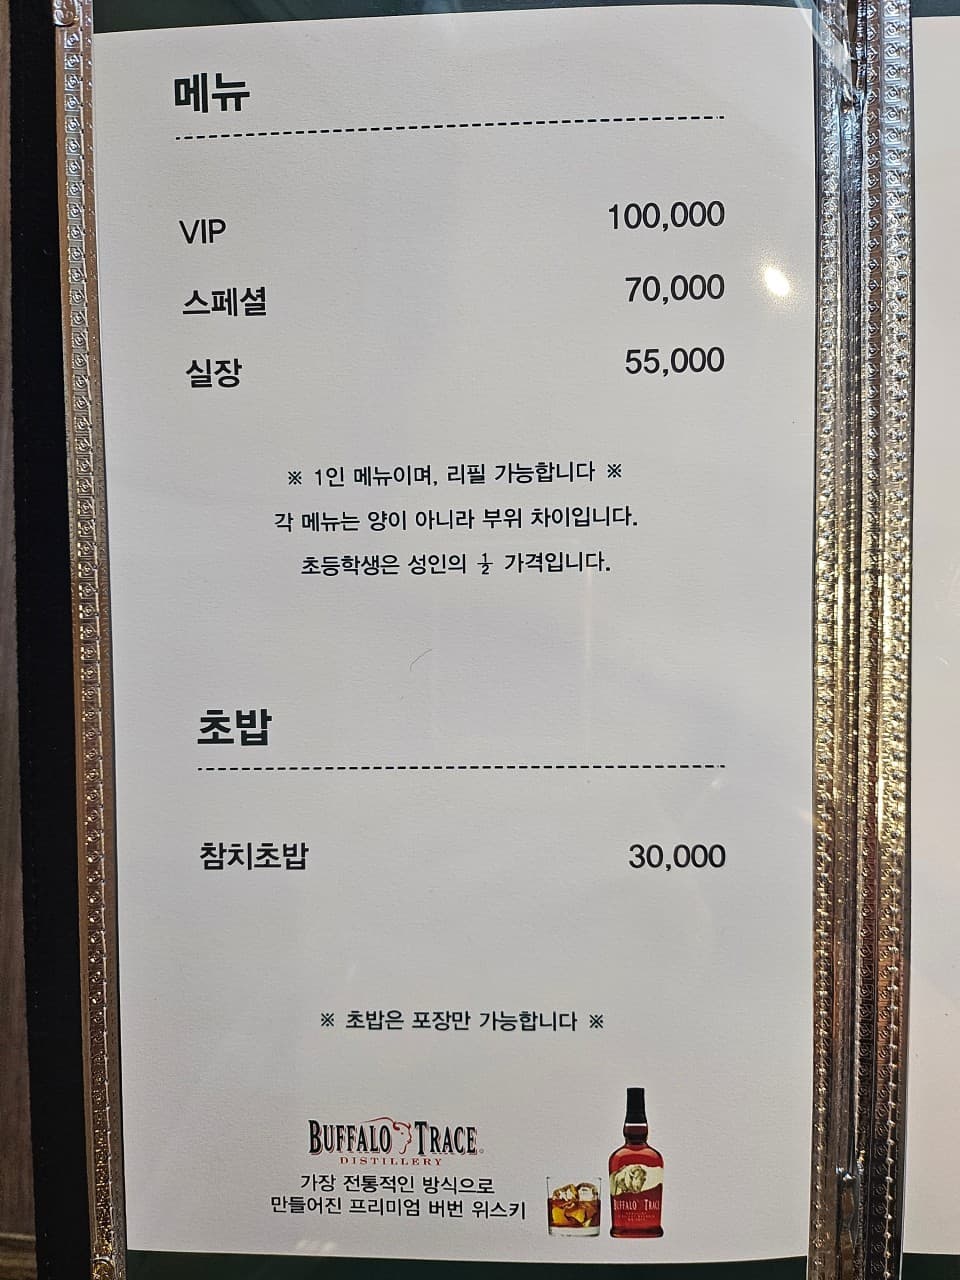 메뉴
VIP 100,000
스페셜 70,000
실장 55,000
※ 1인 메뉴이며, 리필 가능합니다 ※
각 메뉴는 양이 아니라 부위 차이입니다.
초등학생은 성인의 ½ 가격입니다.
초밥
참치초밥 30,000
※ 초밥은 포장만 가능합니다 ※
BUFFALO TRACE
DISTILLERY
가장 전통적인 방식으로
만들어진 프리미엄 버번 위스키
BUFFALO TRACE